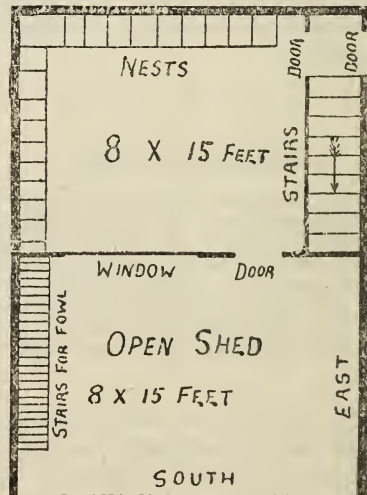 DOOR
DOOR
NESTS
8 X 15 FEET
STAIRS
WINDOW
DOOR
STAIRS FOR FOWL
OPEN SHED
8 X 15 FEET
EAST
SOUTH